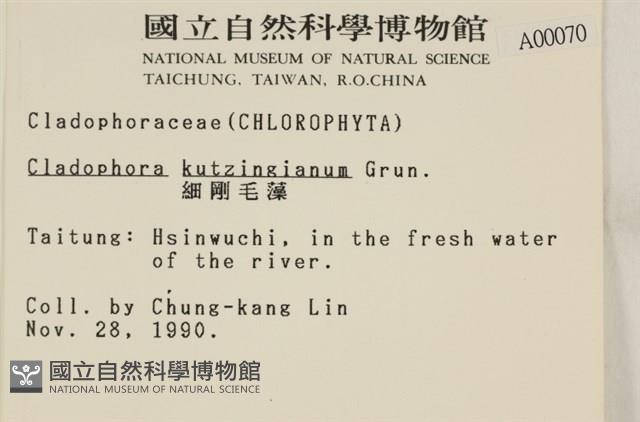 國立自然科學博物館
A00070
NATIONAL MUSEUM OF NATURAL SCIENCE
TAICHUNG, TAIWAN, R.O.CHINA
Cladophoraceae(CHLOROPHYTA)
Cladophora kutzingianum Grun.
細剛毛藻
Taitung: Hsinwuchi, in the fresh water
of the river.
Coll. by Chung-kang Lin
Nov. 28, 1990.
國立自然科學博物館
NATIONAL MUSEUM OF NATURAL SCIENCE